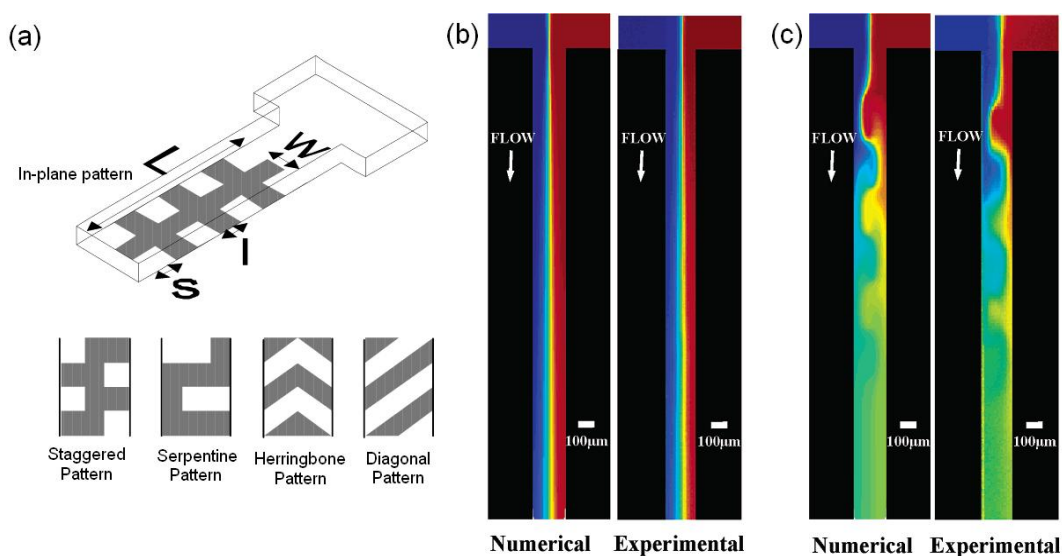 (a)
In-plane pattern
L
W
l
S
Staggered
Pattern
Serpentine
Pattern
Herringbone
Pattern
Diagonal
Pattern
(b)
FLOW
100μm
Numerical
FLOW
100μm
Experimental
(c)
FLOW
100μm
Numerical
FLOW
100μm
Experimental